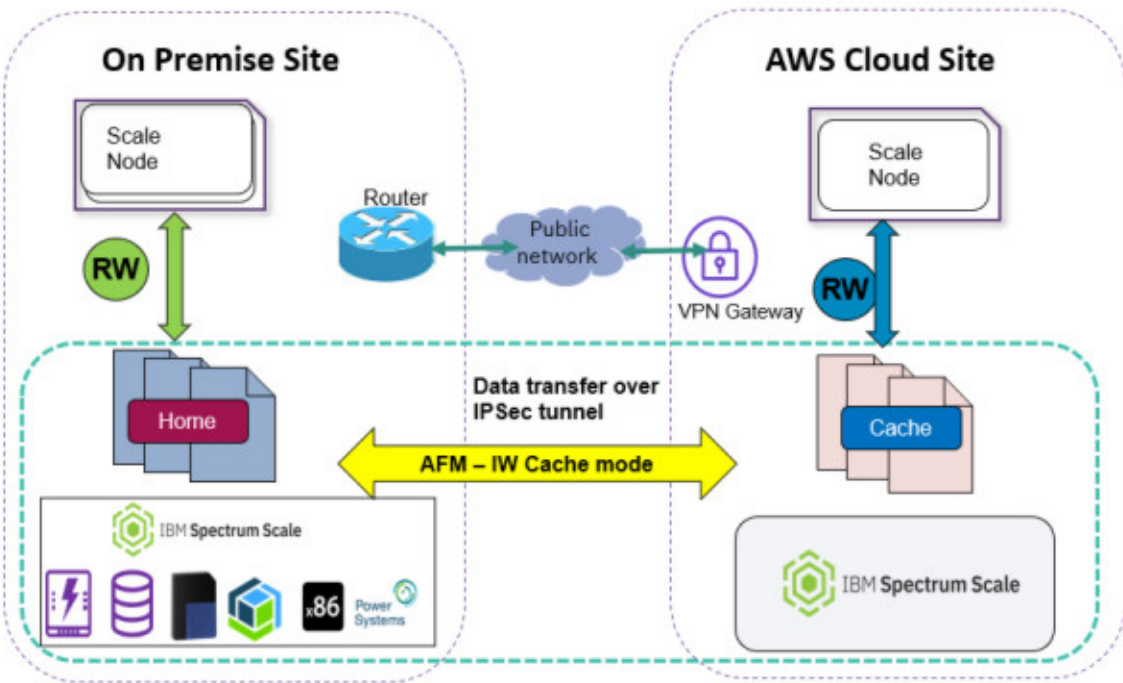 On Premise Site
AWS Cloud Site
Scale
Node
Scale
Node
Router
Public
network
VPN Gateway
RW
RW
Data transfer over
IPSec tunnel
Home
Cache
AFM – IW Cache mode
IBM Spectrum Scale
x86
Power
Systems
IBM Spectrum Scale